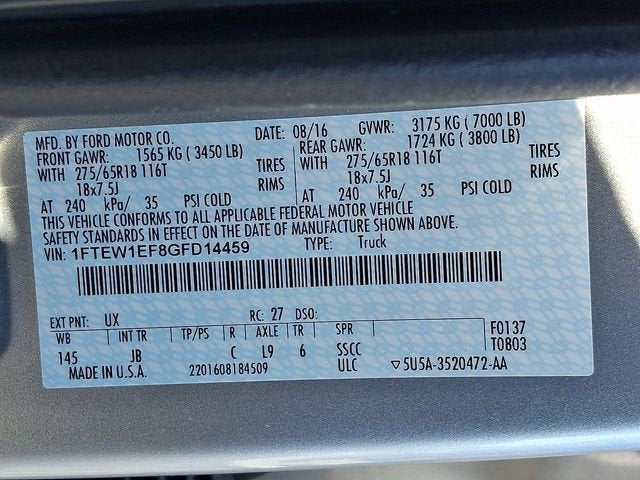 MFD. BY FORD MOTOR CO. DATE: 08/16 GVWR: 3175 KG ( 7000 LB)
FRONT GAWR: 1565 KG ( 3450 LB) REAR GAWR: 1724 KG ( 3800 LB)
WITH 275/65R18 116T TIRES WITH 275/65R18 116T TIRES
18x7.5J RIMS 18x7.5J RIMS
AT 240 kPa/ 35 PSI COLD AT 240 kPa/ 35 PSI COLD
THIS VEHICLE CONFORMS TO ALL APPLICABLE FEDERAL MOTOR VEHICLE
SAFETY STANDARDS IN EFFECT ON THE DATE OF MANUFACTURE SHOWN ABOVE.
VIN: 1FTEW1EF8GFD14459 TYPE: Truck
EXT PNT: UX RC: 27 DSO:
WB INT TR TP/PS R AXLE TR SPR F0137
145 JB C L9 6 SSCC T0803
MADE IN U.S.A. 2201608184509 ULC ▽5U5A-3520472-AA